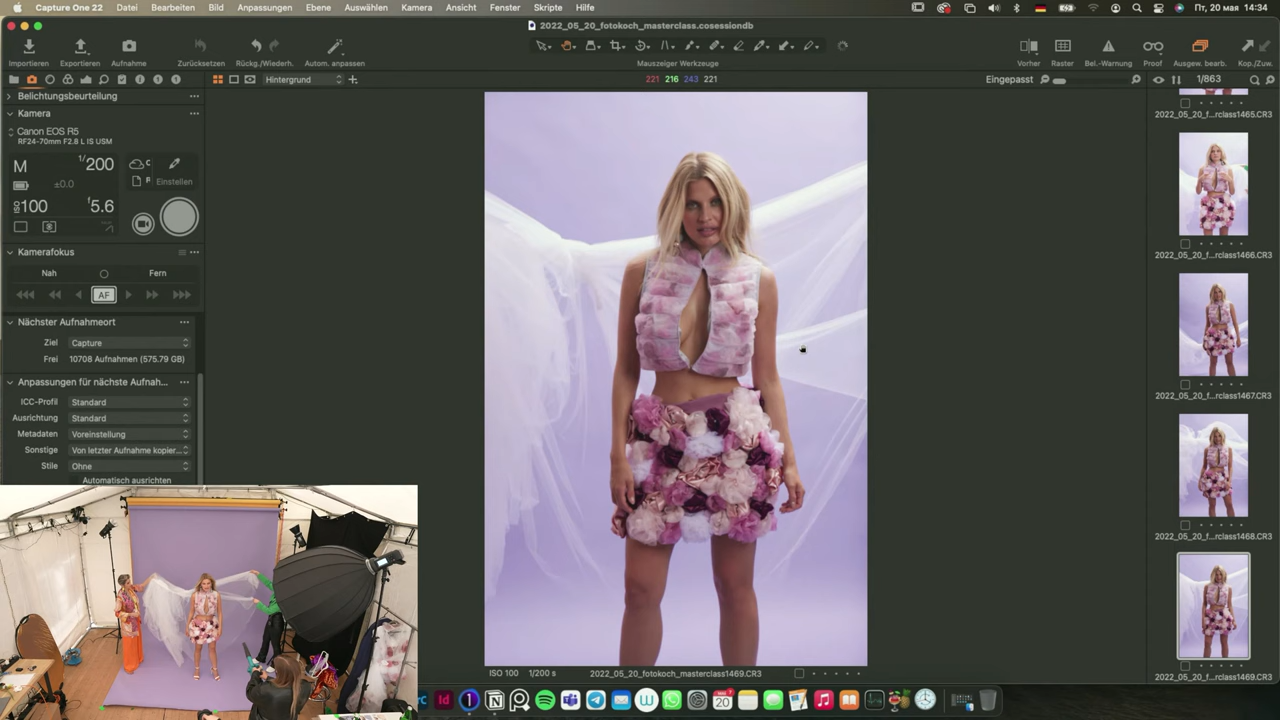 Capture One 22 Datei Bearbeiten Bild Anpassungen Ebene Auswählen Kamera Ansicht Fenster Skripte Hilfe Пт, 20 мая 14:34
2022_05_20_fotokoch_masterclass.cosessiondb
Importieren Exportieren Aufnahme Zurücksetzen Rückg./Wiederh. Autom. anpassen Mauszeiger Werkzeuge Vorher Raster Bel.-Warnung Proof Ausgew. bearb. Kop./Zuw.
Hintergrund 221 216 243 221 Eingepasst 1/863
Belichtungsbeurteilung
Kamera
Canon EOS R5
RF24-70mm F2.8 L IS USM
M 1/200 C
±0.0 Einstellen
ISO 100 f5.6
Kamerafokus
Nah Fern
AF
Nächster Aufnahmeort
Ziel Capture
Frei 10708 Aufnahmen (575.79 GB)
Anpassungen für nächste Aufnah...
ICC-Profil Standard
Ausrichtung Standard
Metadaten Voreinstellung
Sonstige Von letzter Aufnahme kopier...
Stile Ohne
Automatisch ausrichten
2022_05_20_f...rclass1465.CR3
2022_05_20_f...rclass1466.CR3
2022_05_20_f...rclass1467.CR3
2022_05_20_f...rclass1468.CR3
2022_05_20_f...rclass1469.CR3
ISO 100 1/200 s 2022_05_20_fotokoch_masterclass1469.CR3
Id 1 20